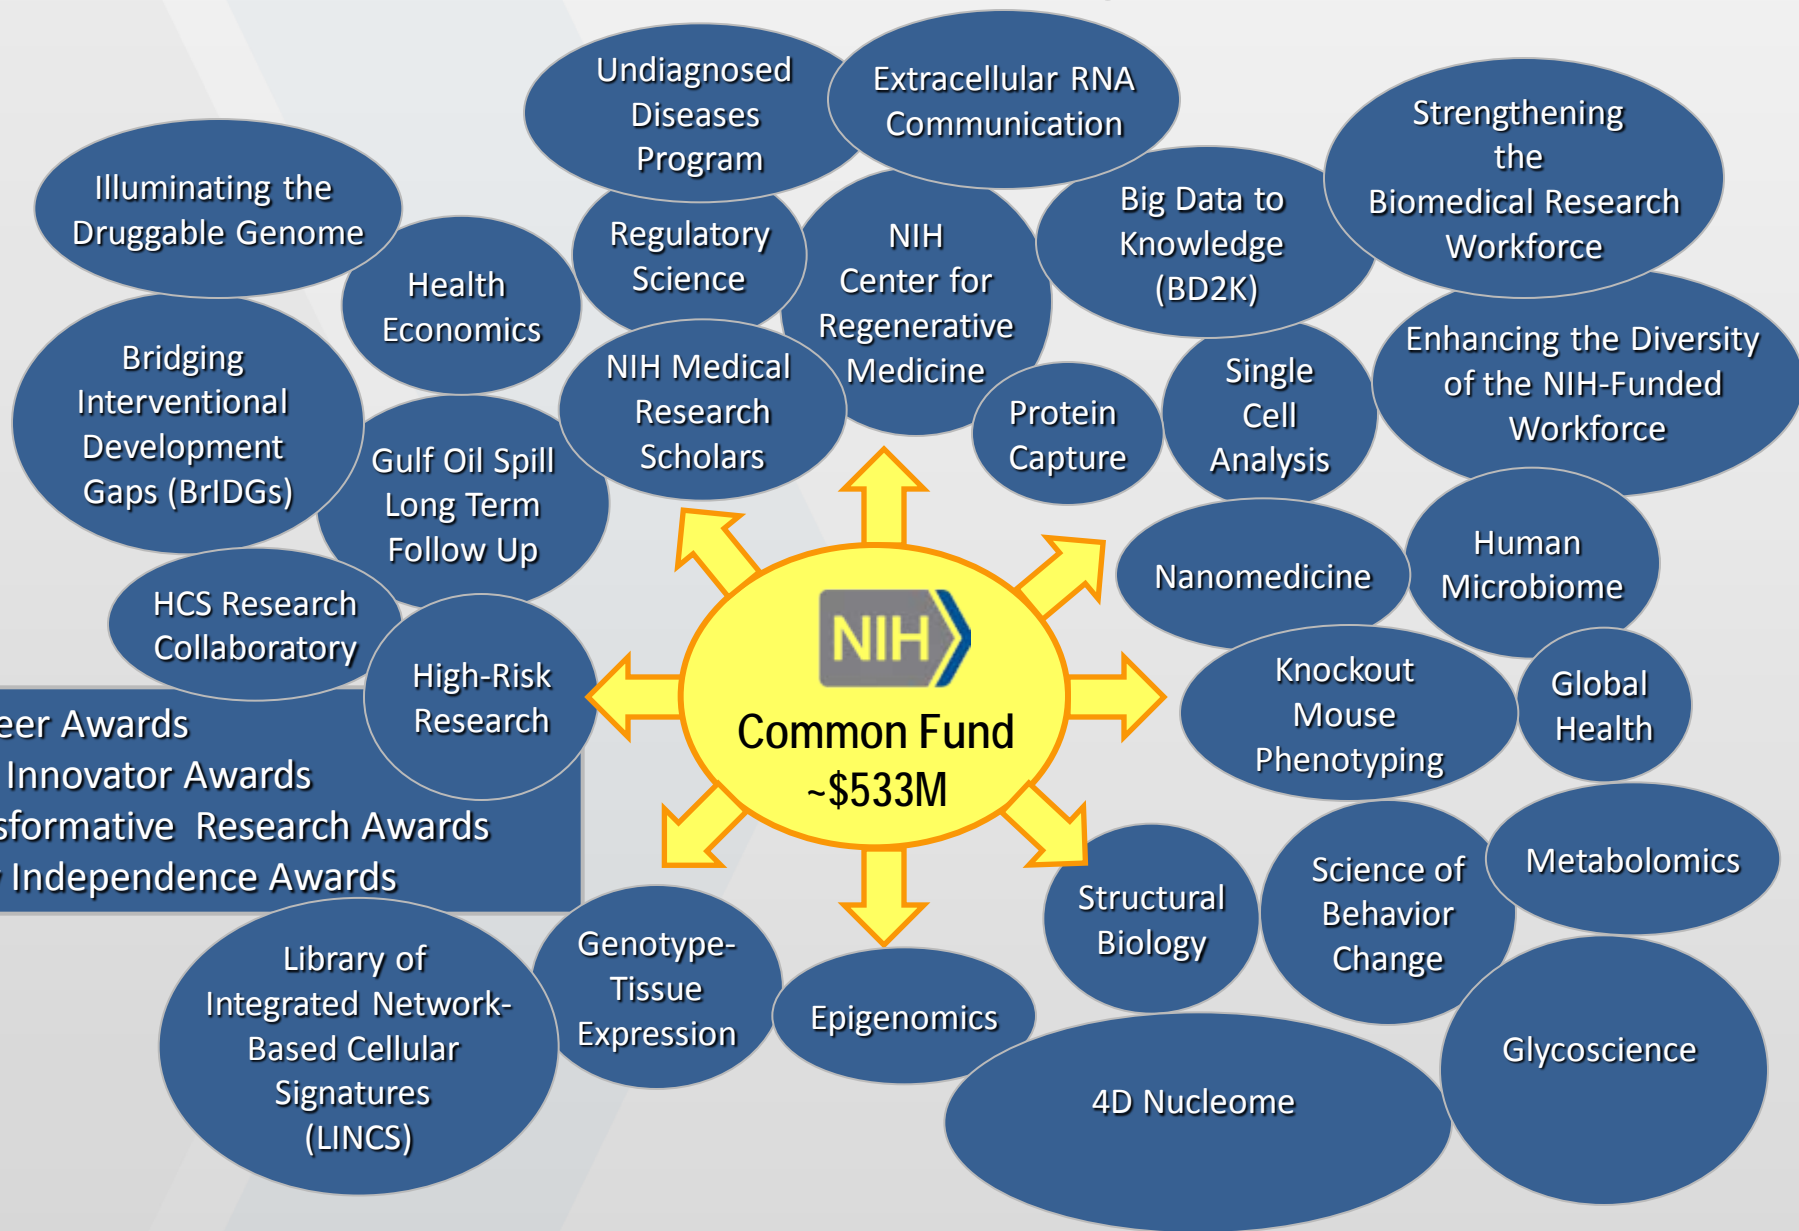 Undiagnosed
Diseases
Program
Extracellular RNA
Communication
Strengthening
the
Biomedical Research
Workforce
Illuminating the
Druggable Genome
Health
Economics
Regulatory
Science
NIH
Center for
Regenerative
Medicine
Big Data to
Knowledge
(BD2K)
Enhancing the Diversity
of the NIH-Funded
Workforce
Bridging
Interventional
Development
Gaps (BrIDGs)
Gulf Oil Spill
Long Term
Follow Up
NIH Medical
Research
Scholars
Protein
Capture
Single
Cell
Analysis
Nanomedicine
Human
Microbiome
HCS Research
Collaboratory
High-Risk
Research
NIH
Common Fund
~$533M
Knockout
Mouse
Phenotyping
Global
Health
Awards
Innovator Awards
Research Awards
Independence Awards
Structural
Biology
Science of
Behavior
Change
Metabolomics
Library of
Integrated Network-
Based Cellular
Signatures
(LINCS)
Genotype-
Tissue
Expression
Epigenomics
4D Nucleome
Glycoscience